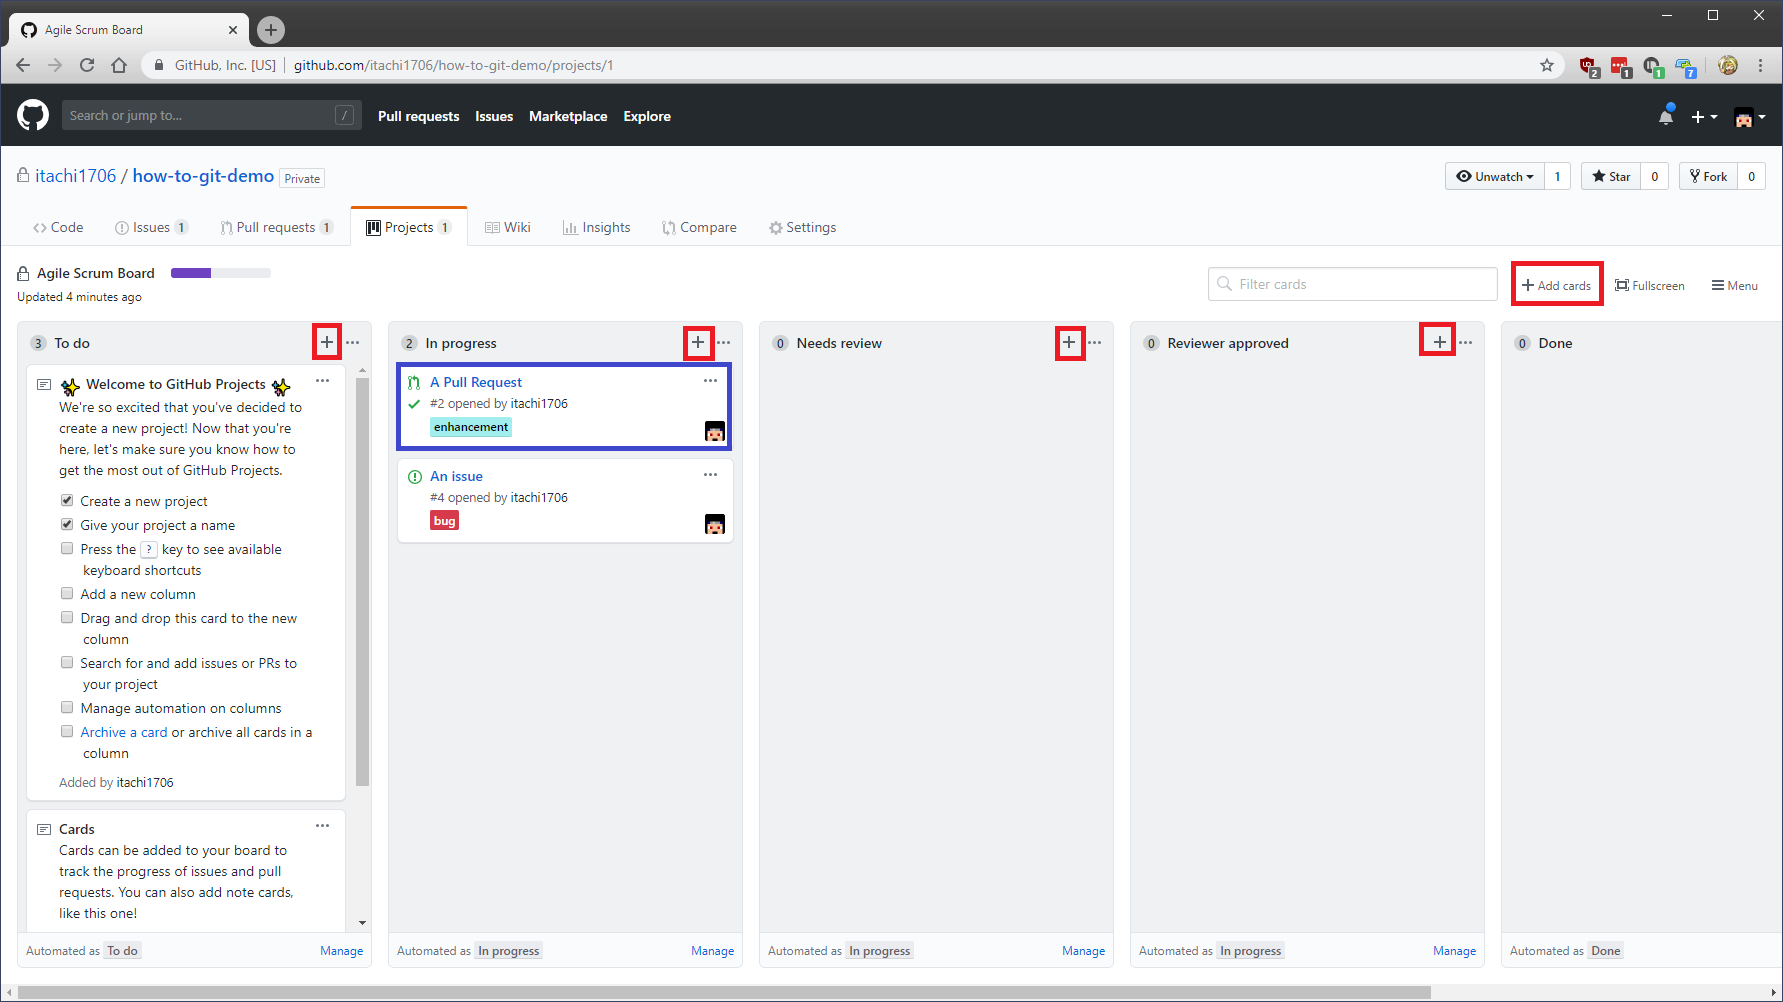 Agile Scrum Board
GitHub, Inc. [US] github.com/itachi1706/how-to-git-demo/projects/1
2 1 1 7
Search or jump to... / Pull requests Issues Marketplace Explore
itachi1706 / how-to-git-demo Private
Unwatch 1 Star 0 Fork 0
Code Issues 1 Pull requests 1 Projects 1 Wiki Insights Compare Settings
Agile Scrum Board
Updated 4 minutes ago
Filter cards
Add cards Fullscreen Menu
3 To do
Welcome to GitHub Projects
We're so excited that you've decided to
create a new project! Now that you're
here, let's make sure you know how to
get the most out of GitHub Projects.
Create a new project
Give your project a name
Press the ? key to see available
keyboard shortcuts
Add a new column
Drag and drop this card to the new
column
Search for and add issues or PRs to
your project
Manage automation on columns
Archive a card or archive all cards in a
column
Added by itachi1706
Cards
Cards can be added to your board to
track the progress of issues and pull
requests. You can also add note cards,
like this one!
Automated as To do Manage
2 In progress
A Pull Request
#2 opened by itachi1706
enhancement
An issue
#4 opened by itachi1706
bug
Automated as In progress Manage
0 Needs review
Automated as In progress Manage
0 Reviewer approved
Automated as In progress Manage
0 Done
Automated as Done